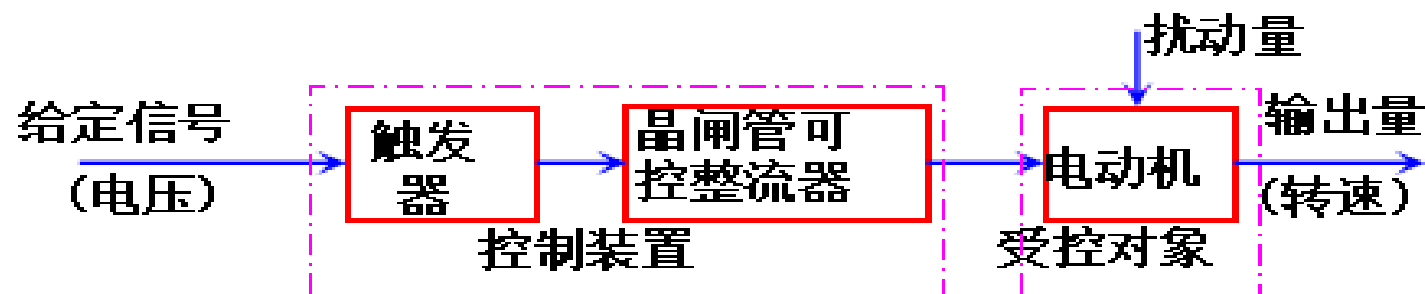 扰动量
给定信号
(电压)
触发
器
晶闸管可
控整流器
电动机
输出量
(转速)
控制装置
受控对象